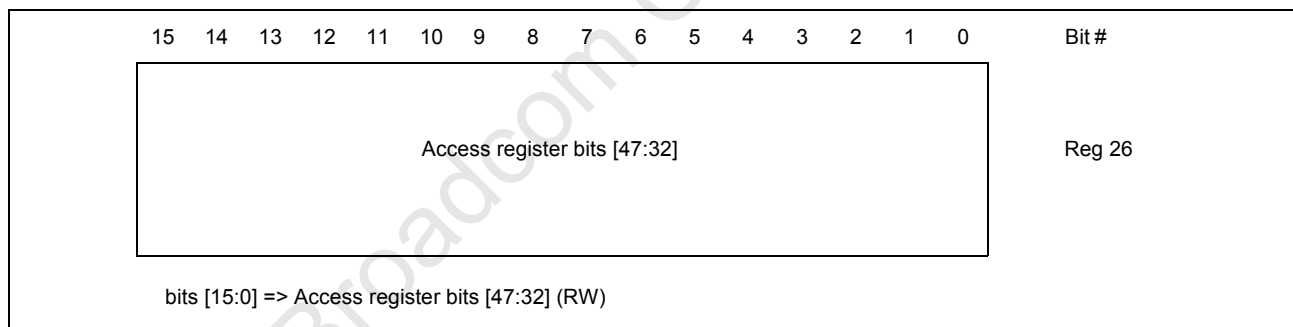 15 14 13 12 11 10 9 8 7 6 5 4 3 2 1 0 Bit #
Access register bits [47:32] Reg 26
bits [15:0] => Access register bits [47:32] (RW)
Broadcom